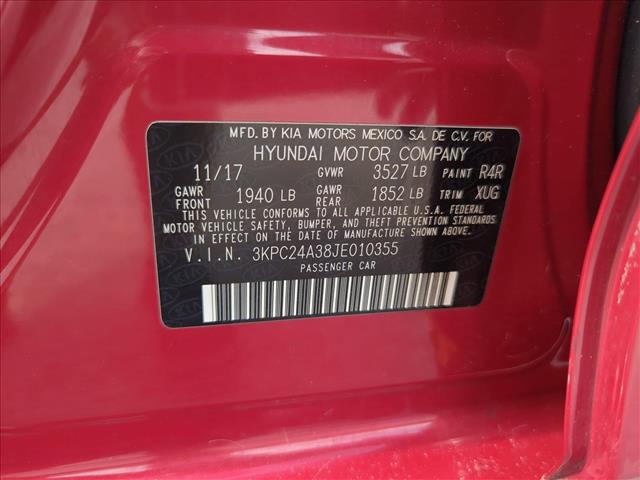 MFD. BY KIA MOTORS MEXICO S.A. DE C.V. FOR
HYUNDAI MOTOR COMPANY
11/17 GVWR 3527 LB PAINT R4R
GAWR FRONT 1940 LB GAWR REAR 1852 LB TRIM XUG
THIS VEHICLE CONFORMS TO ALL APPLICABLE U.S.A. FEDERAL
MOTOR VEHICLE SAFETY, BUMPER, AND THEFT PREVENTION STANDARDS
IN EFFECT ON THE DATE OF MANUFACTURE SHOWN ABOVE.
V.I.N. 3KPC24A38JE010355
PASSENGER CAR